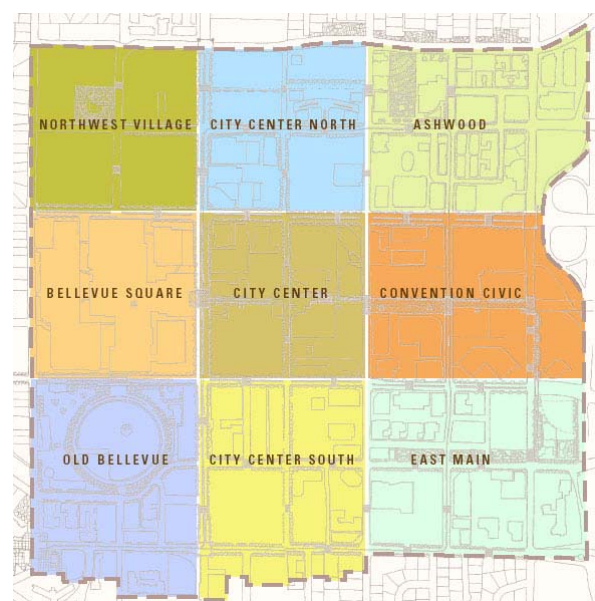 NORTHWEST VILLAGE
CITY CENTER NORTH
ASHWOOD
BELLEVUE SQUARE
CITY CENTER
CONVENTION CIVIC
OLD BELLEVUE
CITY CENTER SOUTH
EAST MAIN